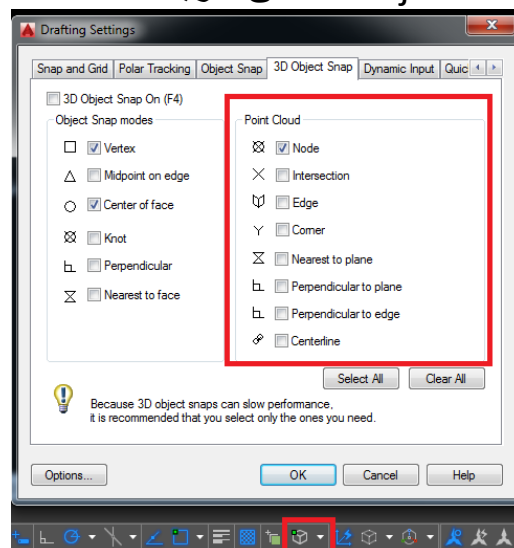 Drafting Settings
Snap and Grid
Polar Tracking
Object Snap
3D Object Snap
Dynamic Input
Quic
3D Object Snap On (F4)
Object Snap modes
Vertex
Midpoint on edge
Center of face
Knot
Perpendicular
Nearest to face
Point Cloud
Node
Intersection
Edge
Corner
Nearest to plane
Perpendicular to plane
Perpendicular to edge
Centerline
Select All
Clear All
Because 3D object snaps can slow performance,
it is recommended that you select only the ones you need.
Options...
OK
Cancel
Help